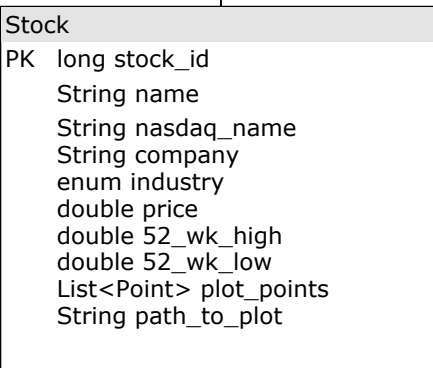 Stock
PK long stock_id
String name
String nasdaq_name
String company
enum industry
double price
double 52_wk_high
double 52_wk_low
List<Point> plot_points
String path_to_plot